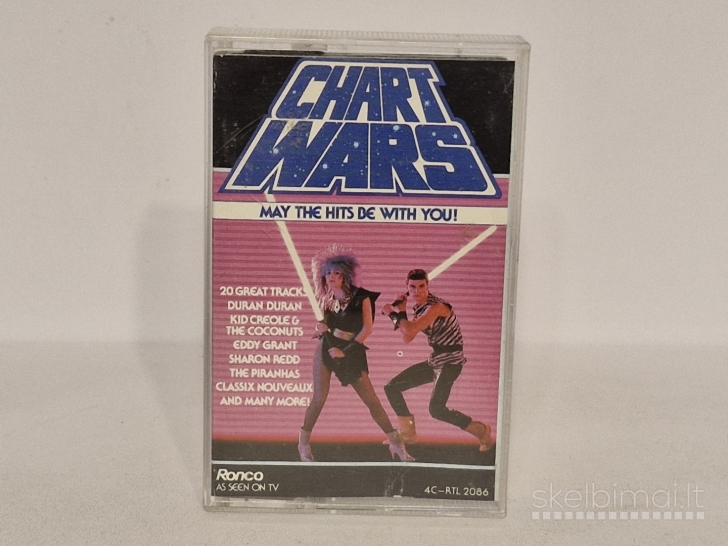 CHART
WARS
MAY THE HITS BE WITH YOU!
20 GREAT TRACKS
DURAN DURAN
KID CREOLE &
THE COCONUTS
EDDY GRANT
SHARON REDD
THE PIRANHAS
CLASSIX NOUVEAUX
AND MANY MORE!
Ronco
AS SEEN ON TV
4C-RTL 2086
skelbimai.lt